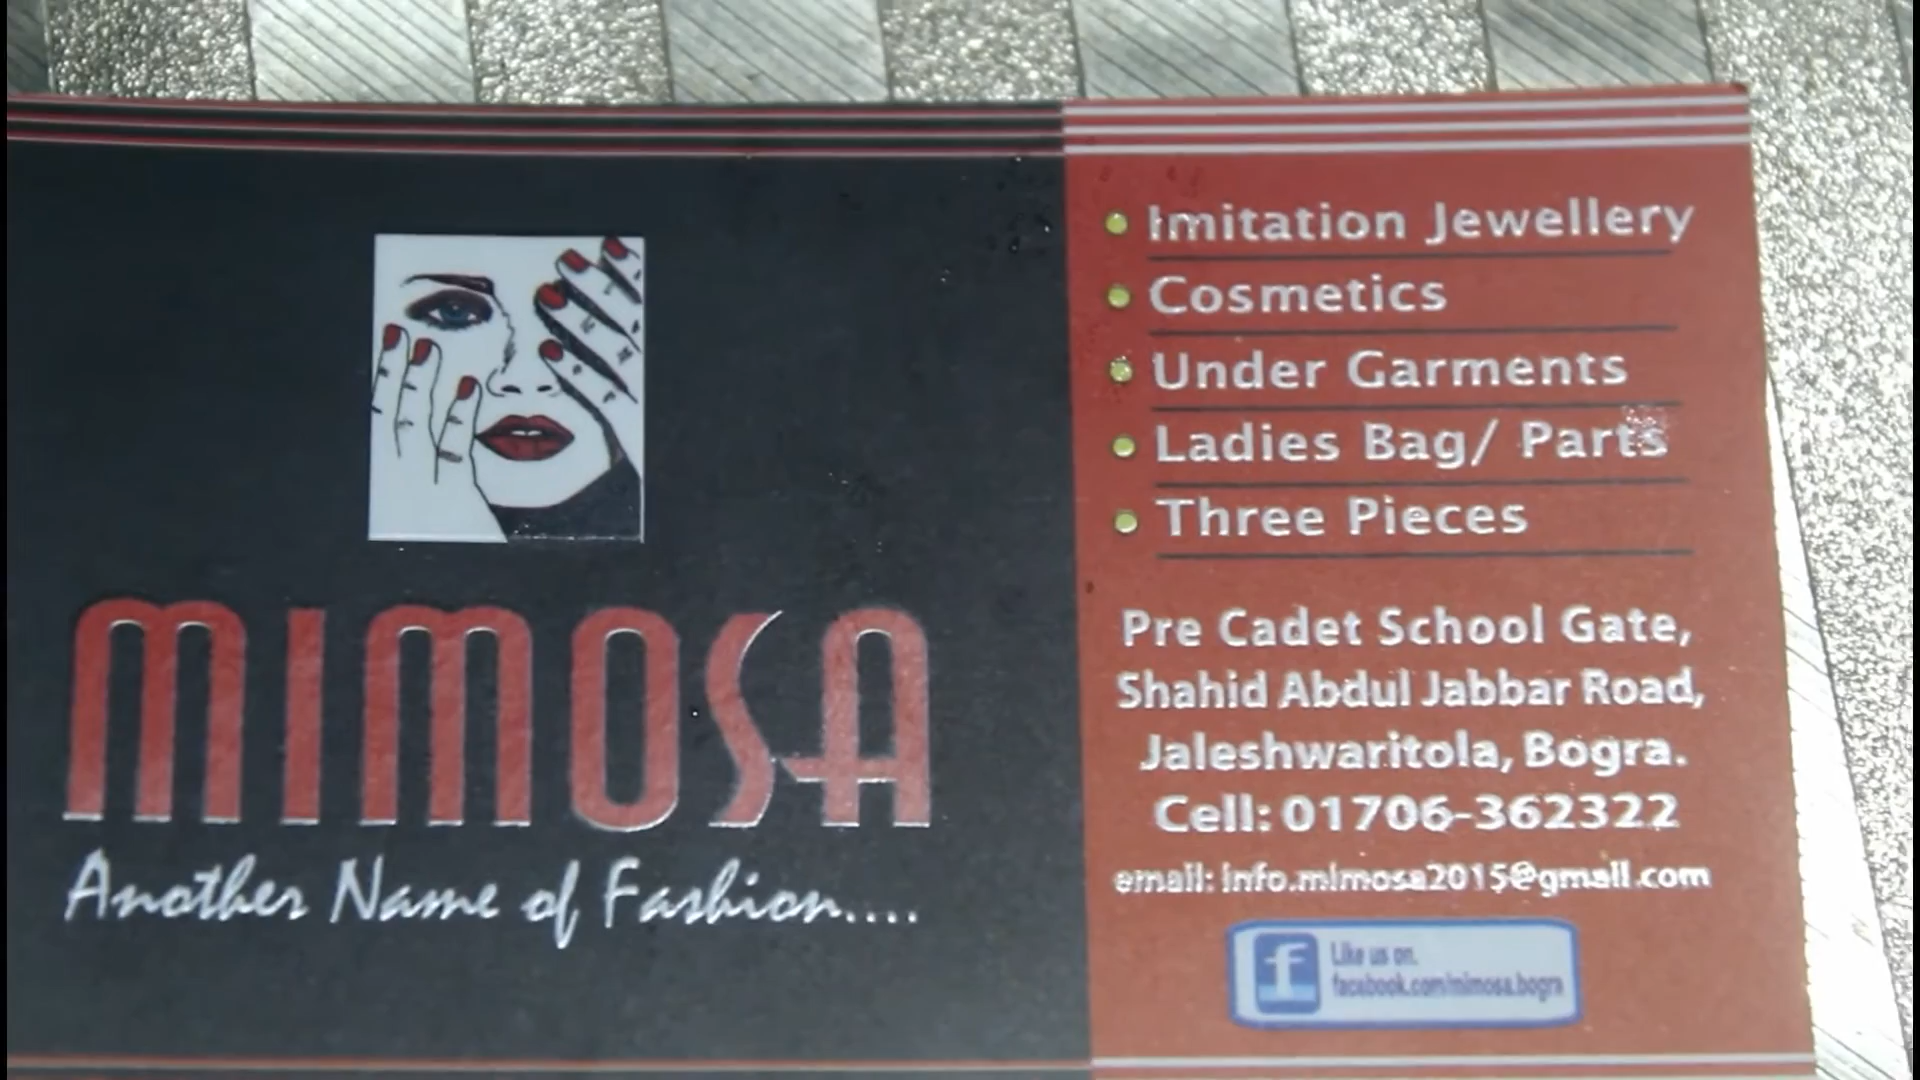 MIMOSA
Another Name of Fashion....
Imitation Jewellery
Cosmetics
Under Garments
Ladies Bag/ Parts
Three Pieces
Pre Cadet School Gate,
Shahid Abdul Jabbar Road,
Jaleshwaritola, Bogra.
Cell: 01706-362322
email: info.mimosa2015@gmail.com
f
Like us on.
facebook.com/mimosa.bogra